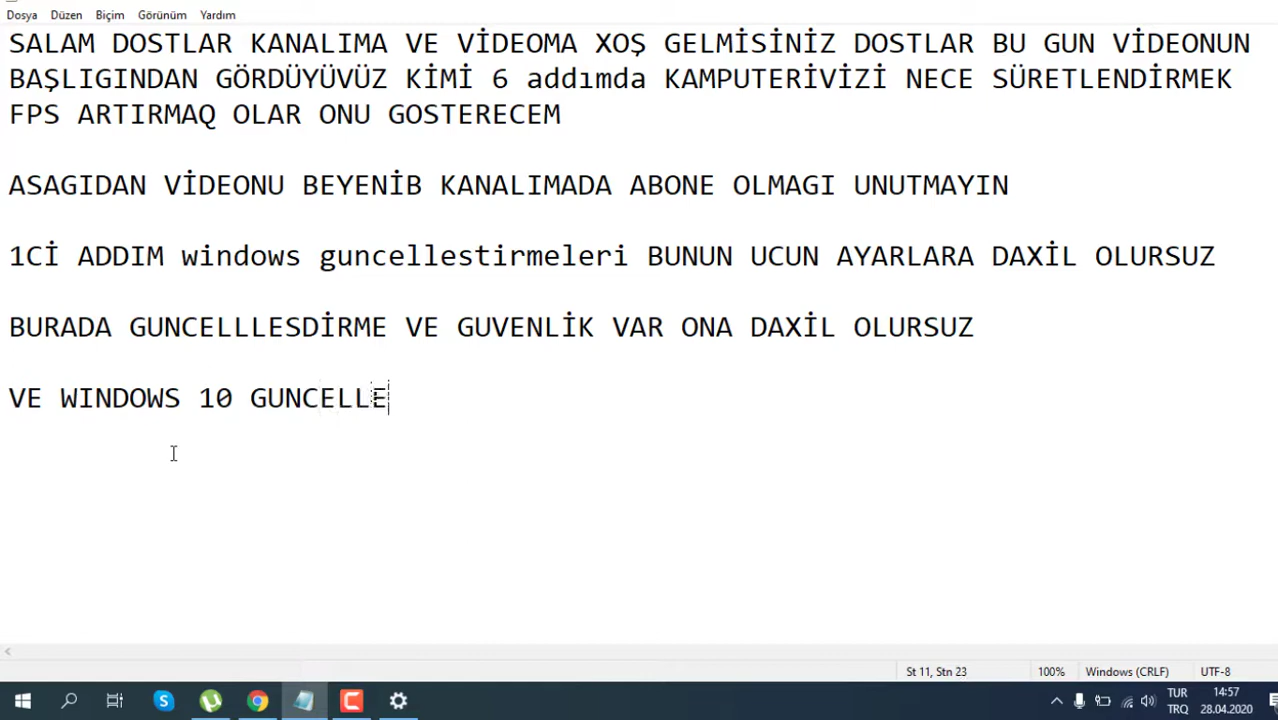 Dosya Düzen Biçim Görünüm Yardım
SALAM DOSTLAR KANALIMA VE VİDEOMA XOŞ GELMİSİNİZ DOSTLAR BU GUN VİDEONUN
BAŞLIGINDAN GÖRDÜYÜVÜZ KİMİ 6 addımda KAMPUTERİVİZİ NECE SÜRETLENDİRMEK
FPS ARTIRMAQ OLAR ONU GOSTERECEM
ASAGIDAN VİDEONU BEYENİB KANALIMADA ABONE OLMAGI UNUTMAYIN
1Cİ ADDIM windows guncellestirmeleri BUNUN UCUN AYARLARA DAXİL OLURSUZ
BURADA GUNCELLLESDİRME VE GUVENLİK VAR ONA DAXİL OLURSUZ
VE WINDOWS 10 GUNCELLE
St 11, Stn 23 100% Windows (CRLF) UTF-8
TUR 14:57
TRQ 28.04.2020